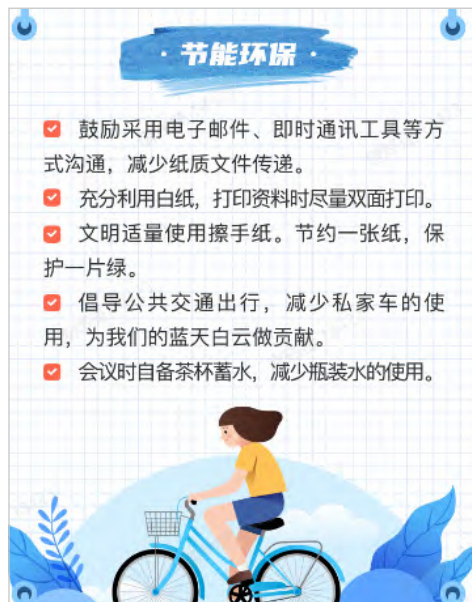 · 节能环保 ·
鼓励采用电子邮件、即时通讯工具等方
式沟通，减少纸质文件传递。
充分利用白纸，打印资料时尽量双面打印。
文明适量使用擦手纸。节约一张纸，保
护一片绿。
倡导公共交通出行，减少私家车的使
用，为我们的蓝天白云做贡献。
会议时自备茶杯蓄水，减少瓶装水的使用。